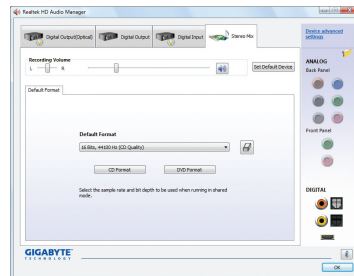 Realtek HD Audio Manager
Digital Output(Optical)
Digital Output
Digital Input
Stereo Mix
Device advanced settings
Recording Volume
L
R
Set Default Device
ANALOG
Back Panel
Default Format
Default Format
16 Bits, 44100 Hz (CD Quality)
CD Format
DVD Format
Select the sample rate and bit depth to be used when running in shared
mode.
Front Panel
DIGITAL
GIGABYTE
TECHNOLOGY
i
OK